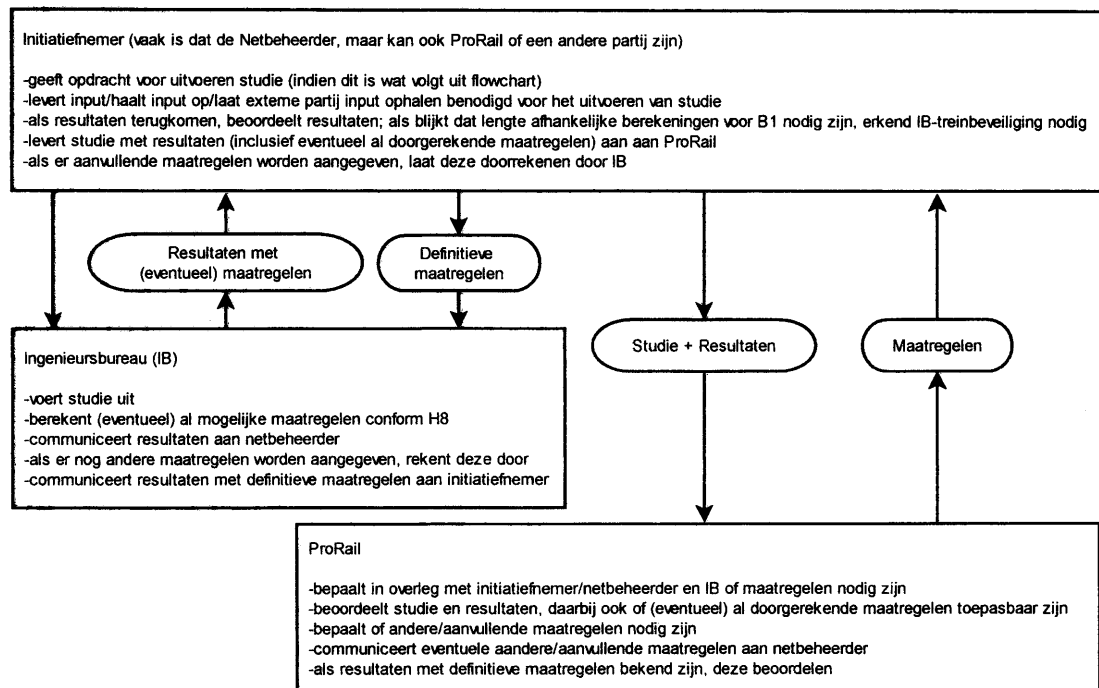 Initiatiefnemer (vaak is dat de Netbeheerder, maar kan ook ProRail of een andere partij zijn)
-geeft opdracht voor uitvoeren studie (indien dit is wat volgt uit flowchart)
-levert input/haalt input op/laat externe partij input ophalen benodigd voor het uitvoeren van studie
-als resultaten terugkomen, beoordeelt resultaten; als blijkt dat lengte afhankelijke berekeningen voor B1 nodig zijn, erkend IB-treinbeveiliging nodig
-levert studie met resultaten (inclusief eventueel al doorgerekende maatregelen) aan aan ProRail
-als er aanvullende maatregelen worden aangegeven, laat deze doorrekenen door IB
Resultaten met
(eventueel) maatregelen
Definitieve
maatregelen
Studie + Resultaten
Maatregelen
Ingenieursbureau (IB)
-voert studie uit
-berekent (eventueel) al mogelijke maatregelen conform H8
-communiceert resultaten aan netbeheerder
-als er nog andere maatregelen worden aangegeven, rekent deze door
-communiceert resultaten met definitieve maatregelen aan initiatiefnemer
ProRail
-bepaalt in overleg met initiatiefnemer/netbeheerder en IB of maatregelen nodig zijn
-beoordeelt studie en resultaten, daarbij ook of (eventueel) al doorgerekende maatregelen toepasbaar zijn
-bepaalt of andere/aanvullende maatregelen nodig zijn
-communiceert eventuele aandere/aanvullende maatregelen aan netbeheerder
-als resultaten met definitieve maatregelen bekend zijn, deze beoordelen